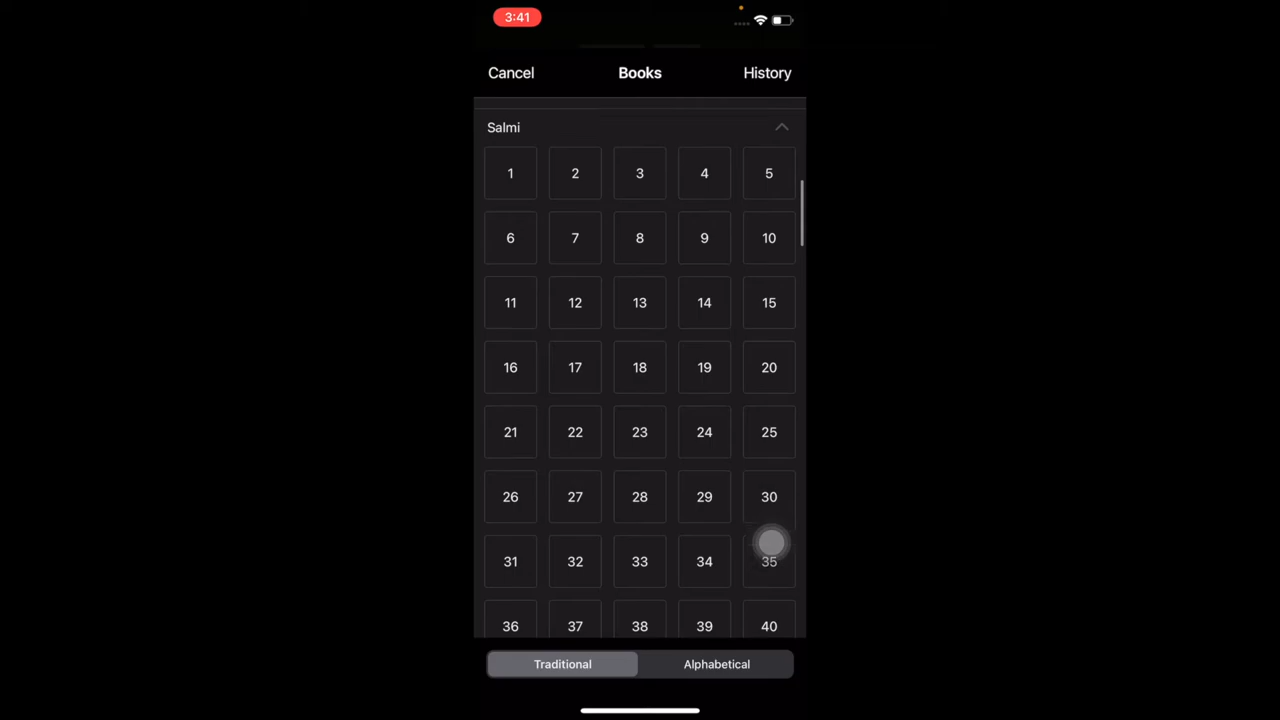 3:41
Cancel Books History
Salmi
1 2 3 4 5
6 7 8 9 10
11 12 13 14 15
16 17 18 19 20
21 22 23 24 25
26 27 28 29 30
31 32 33 34 35
36 37 38 39 40
Traditional Alphabetical